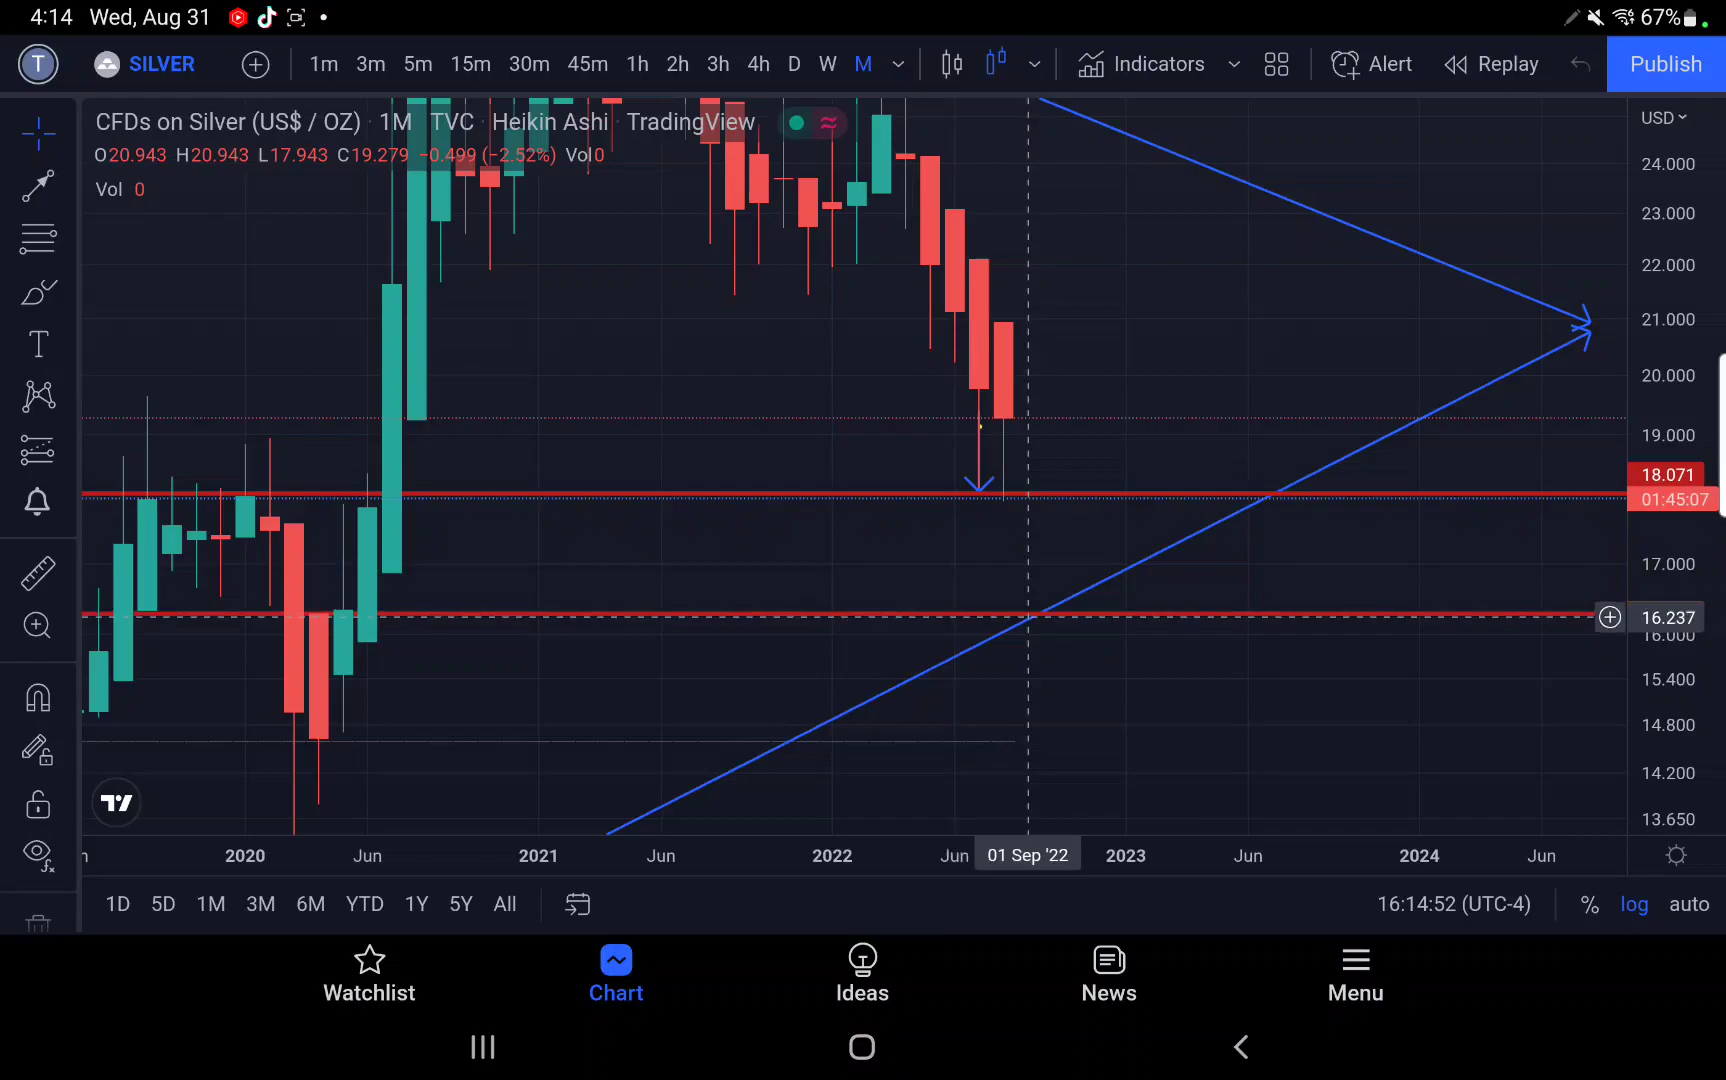 4:14 Wed, Aug 31 67%
T SILVER 1m 3m 5m 15m 30m 45m 1h 2h 3h 4h D W M Indicators Alert Replay Publish
CFDs on Silver (US$ / OZ) · 1M · TVC · Heikin Ashi · TradingView
O20.943 H20.943 L17.943 C19.279 −0.499 (−2.52%) Vol0
Vol 0
USD
24.000
23.000
22.000
21.000
20.000
19.000
18.071
01:45:07
17.000
16.237
16.000
15.400
14.800
14.200
13.650
2020 Jun 2021 Jun 2022 Jun 01 Sep '22 2023 Jun 2024 Jun
1D 5D 1M 3M 6M YTD 1Y 5Y All 16:14:52 (UTC-4) % log auto
Watchlist Chart Ideas News Menu